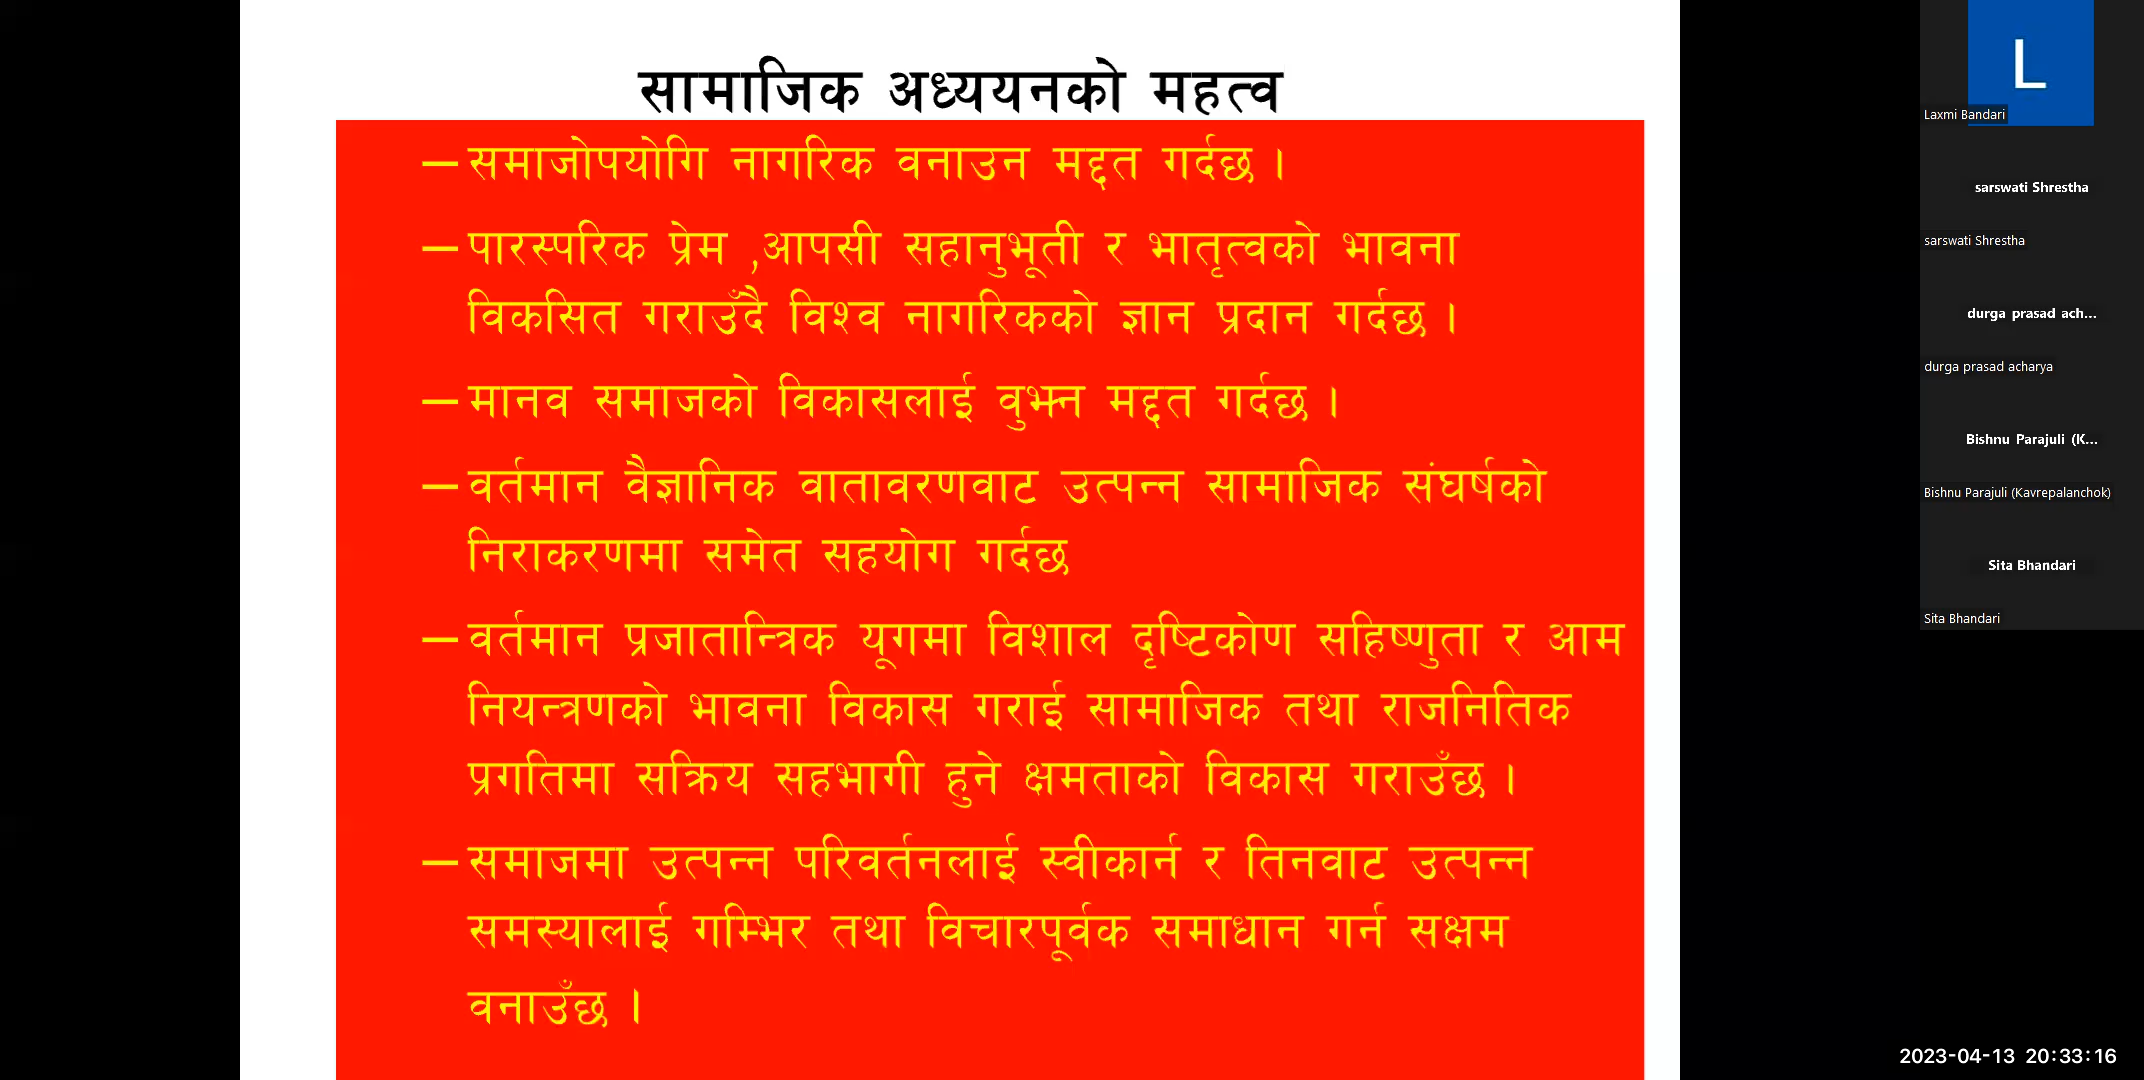 सामाजिक अध्ययनको महत्व
– समाजोपयोगि नागरिक वनाउन मद्दत गर्दछ ।
– पारस्परिक प्रेम ,आपसी सहानुभूती र भातृत्वको भावना
विकसित गराउँदै विश्व नागरिकको ज्ञान प्रदान गर्दछ ।
– मानव समाजको विकासलाई वुझ्न मद्दत गर्दछ ।
– वर्तमान वैज्ञानिक वातावरणवाट उत्पन्न सामाजिक संघर्षको
निराकरणमा समेत सहयोग गर्दछ
– वर्तमान प्रजातान्त्रिक यूगमा विशाल दृष्टिकोण सहिष्णुता र आम
नियन्त्रणको भावना विकास गराई सामाजिक तथा राजनितिक
प्रगतिमा सक्रिय सहभागी हुने क्षमताको विकास गराउँछ ।
– समाजमा उत्पन्न परिवर्तनलाई स्वीकार्न र तिनवाट उत्पन्न
समस्यालाई गम्भिर तथा विचारपूर्वक समाधान गर्न सक्षम
वनाउँछ ।
L
Laxmi Bandari
sarswati Shrestha
sarswati Shrestha
durga prasad ach...
durga prasad acharya
Bishnu Parajuli (K...
Bishnu Parajuli (Kavrepalanchok)
Sita Bhandari
Sita Bhandari
2023-04-13 20:33:16